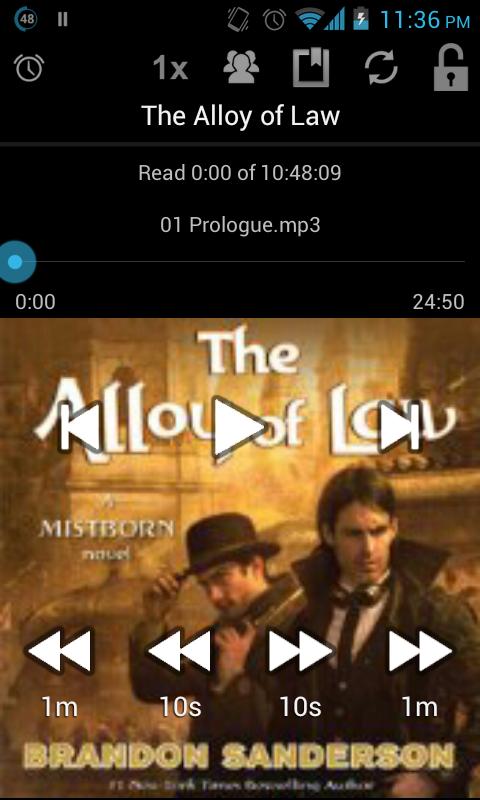 48
11:36 PM
1x
The Alloy of Law
Read 0:00 of 10:48:09
01 Prologue.mp3
0:00
24:50
The
Alloy of Law
A
MISTBORN
novel
1m
10s
10s
1m
BRANDON SANDERSON
#1 New York Times Bestselling Author